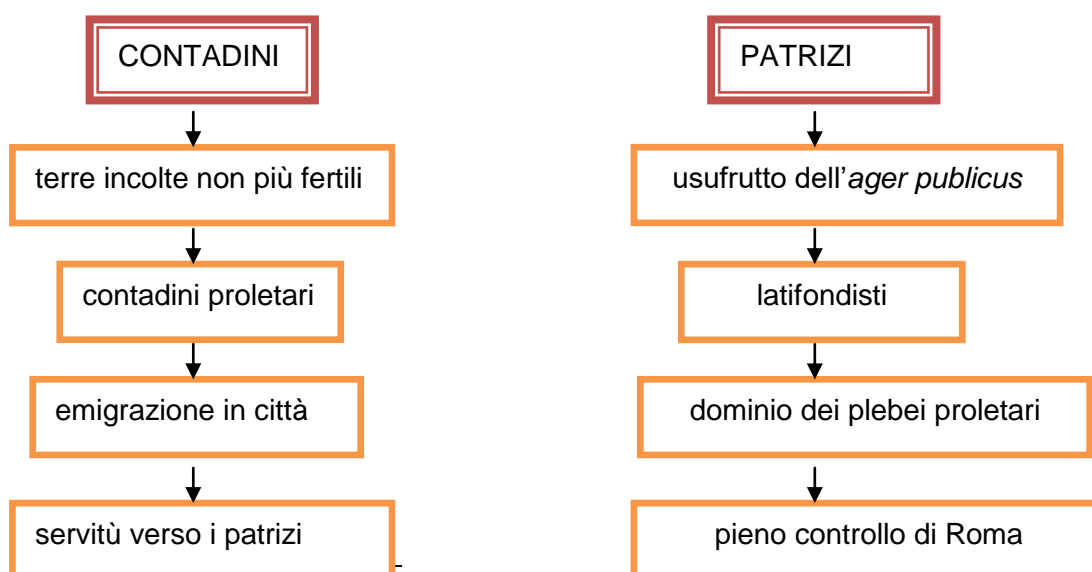 CONTADINI
terre incolte non più fertili
contadini proletari
emigrazione in città
servitù verso i patrizi
PATRIZI
usufrutto dell'ager publicus
latifondisti
dominio dei plebei proletari
pieno controllo di Roma